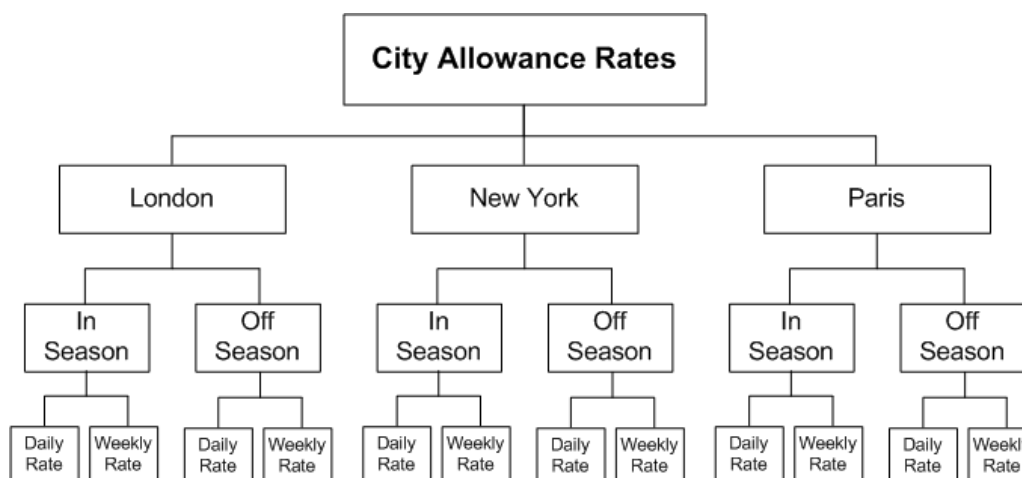 City Allowance Rates
London
New York
Paris
In
Season
Off
Season
In
Season
Off
Season
In
Season
Off
Season
Daily
Rate
Weekly
Rate
Daily
Rate
Weekly
Rate
Daily
Rate
Weekly
Rate
Daily
Rate
Weekly
Rate
Daily
Rate
Weekly
Rate
Daily
Rate
Weekly
Rate